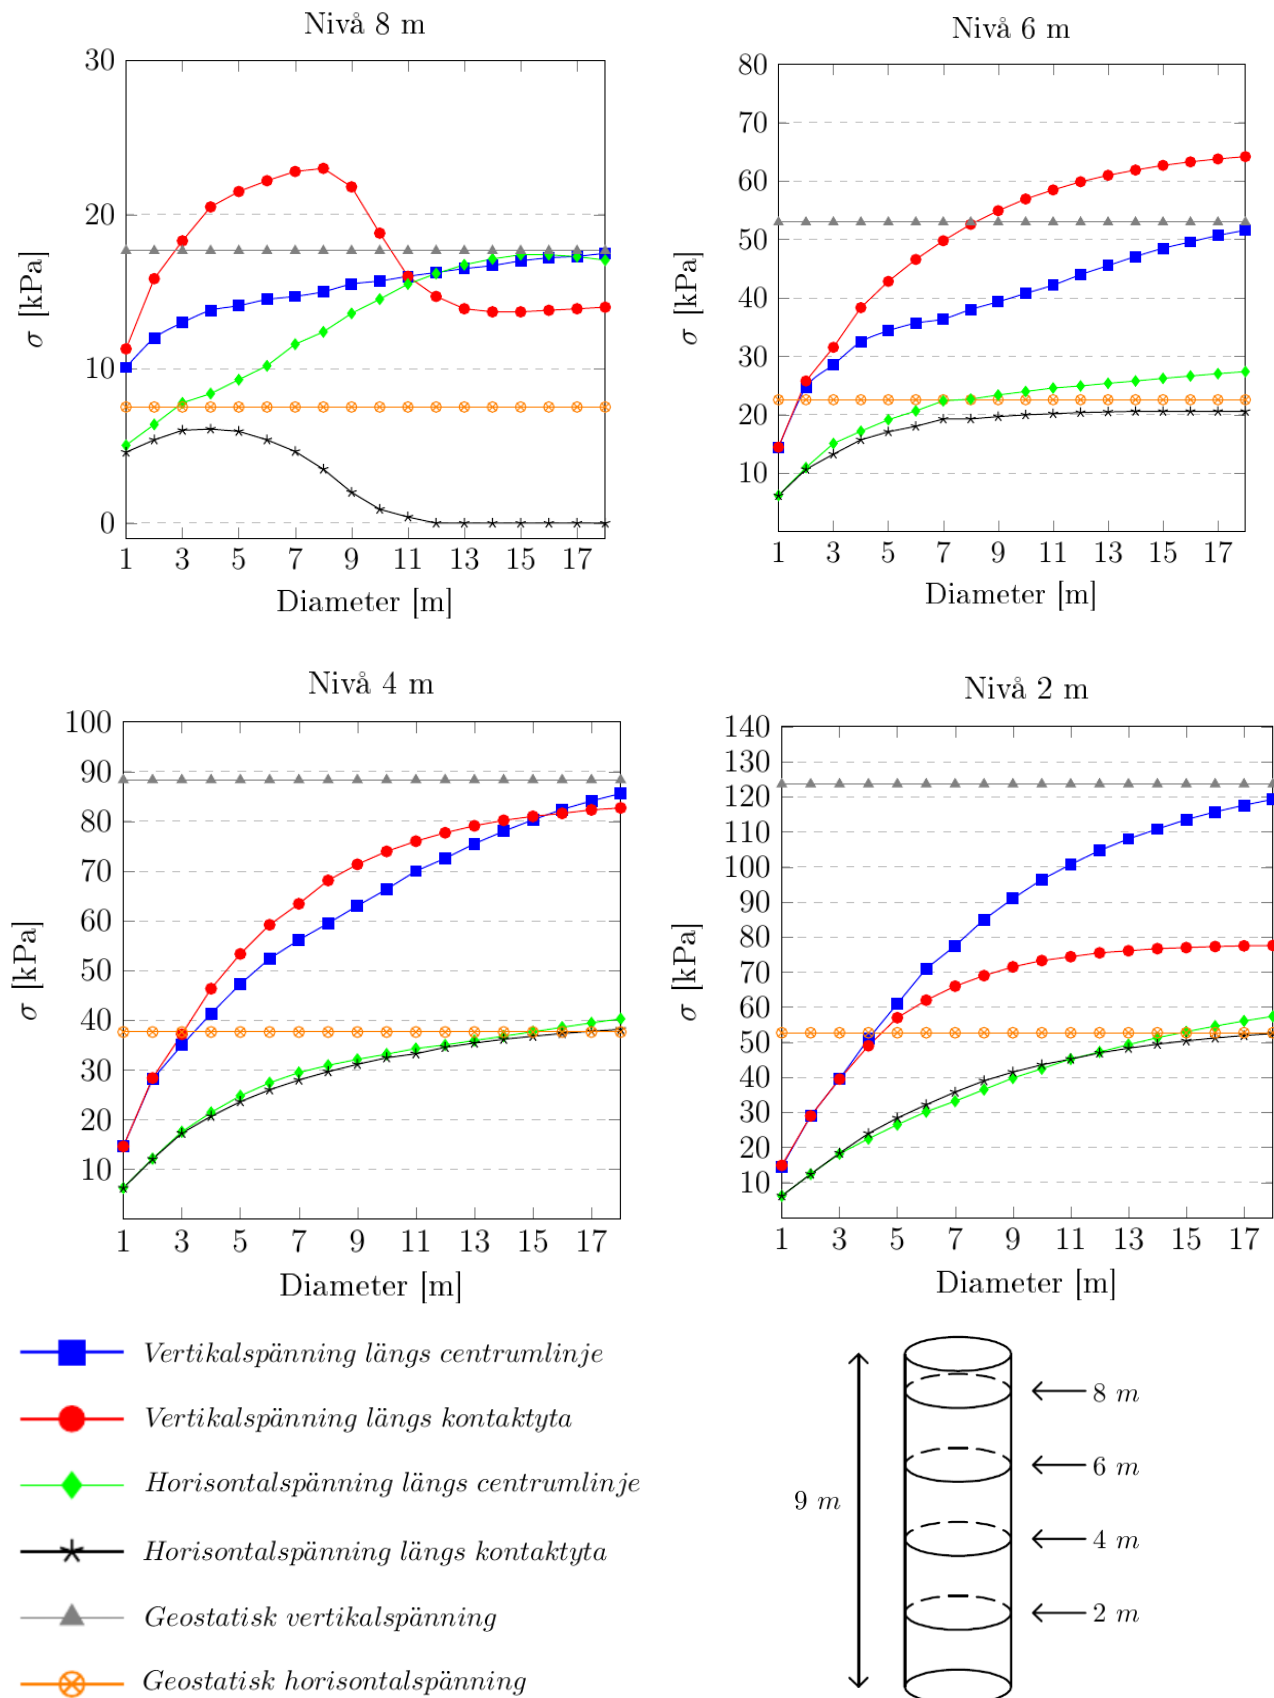 Nivå 8 m
30
20
10
0
σ [kPa]
1 3 5 7 9 11 13 15 17
Diameter [m]
Nivå 6 m
80
70
60
50
40
30
20
10
σ [kPa]
1 3 5 7 9 11 13 15 17
Diameter [m]
Nivå 4 m
100
90
80
70
60
50
40
30
20
10
σ [kPa]
1 3 5 7 9 11 13 15 17
Diameter [m]
Nivå 2 m
140
130
120
110
100
90
80
70
60
50
40
30
20
10
σ [kPa]
1 3 5 7 9 11 13 15 17
Diameter [m]
Vertikalspänning längs centrumlinje
Vertikalspänning längs kontaktyta
Horisontalspänning längs centrumlinje
Horisontalspänning längs kontaktyta
Geostatisk vertikalspänning
Geostatisk horisontalspänning
9 m
8 m
6 m
4 m
2 m